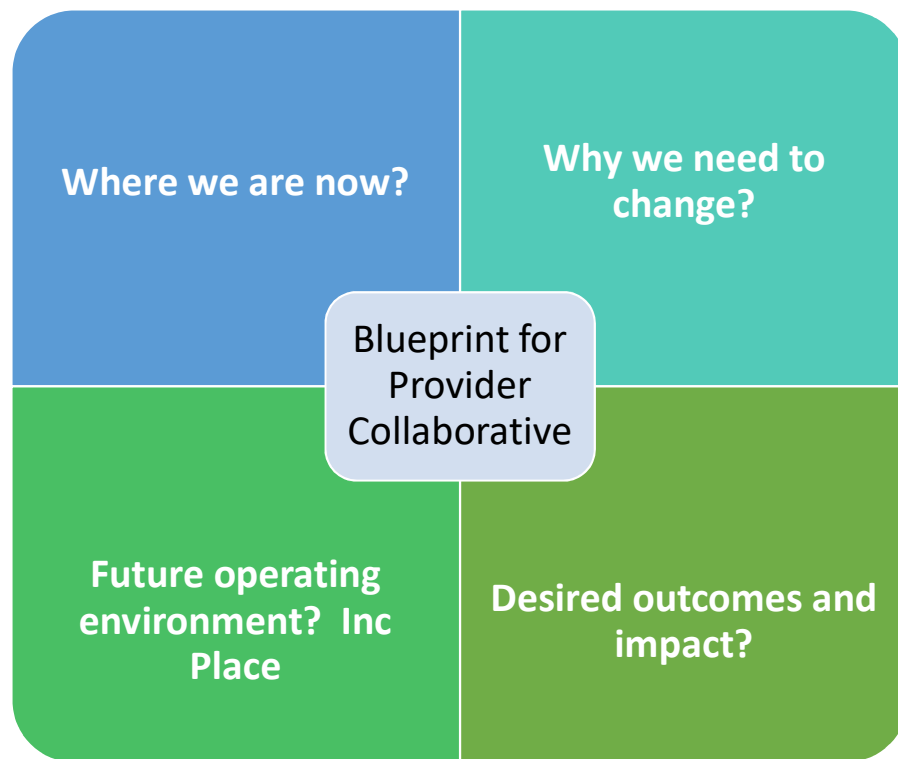 Where we are now?
Why we need to
change?
Blueprint for
Provider
Collaborative
Future operating
environment?  Inc
Place
Desired outcomes and
impact?